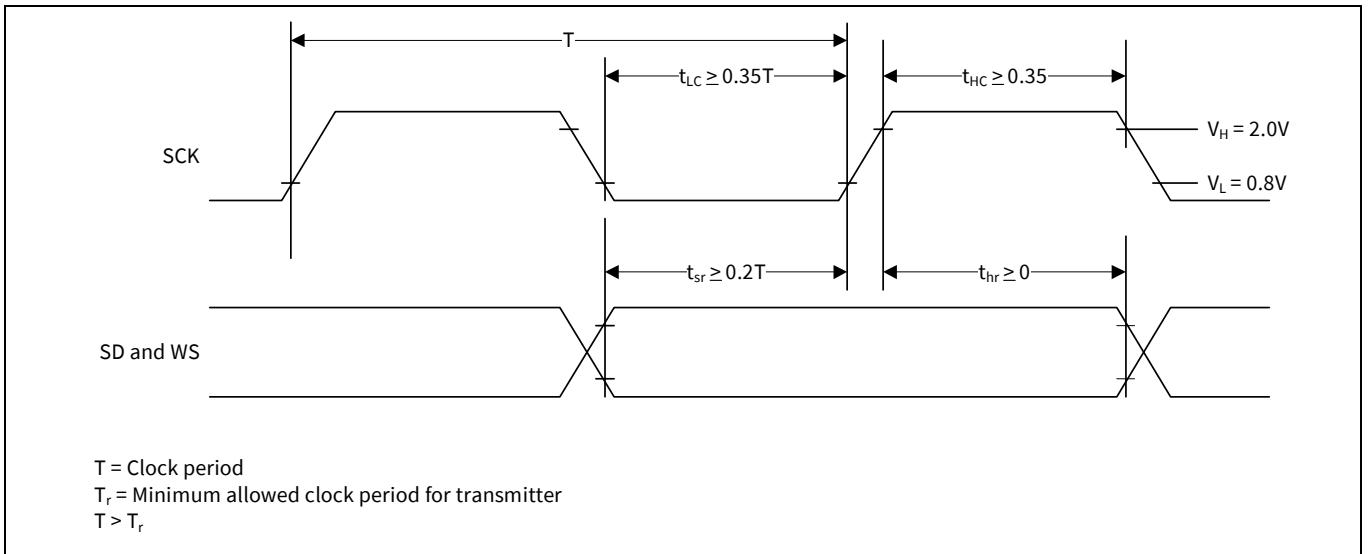 T
tLC ≥ 0.35T
tHC ≥ 0.35
VH = 2.0V
SCK
VL = 0.8V
tsr ≥ 0.2T
thr ≥ 0
SD and WS
T = Clock period
Tr = Minimum allowed clock period for transmitter
T > Tr